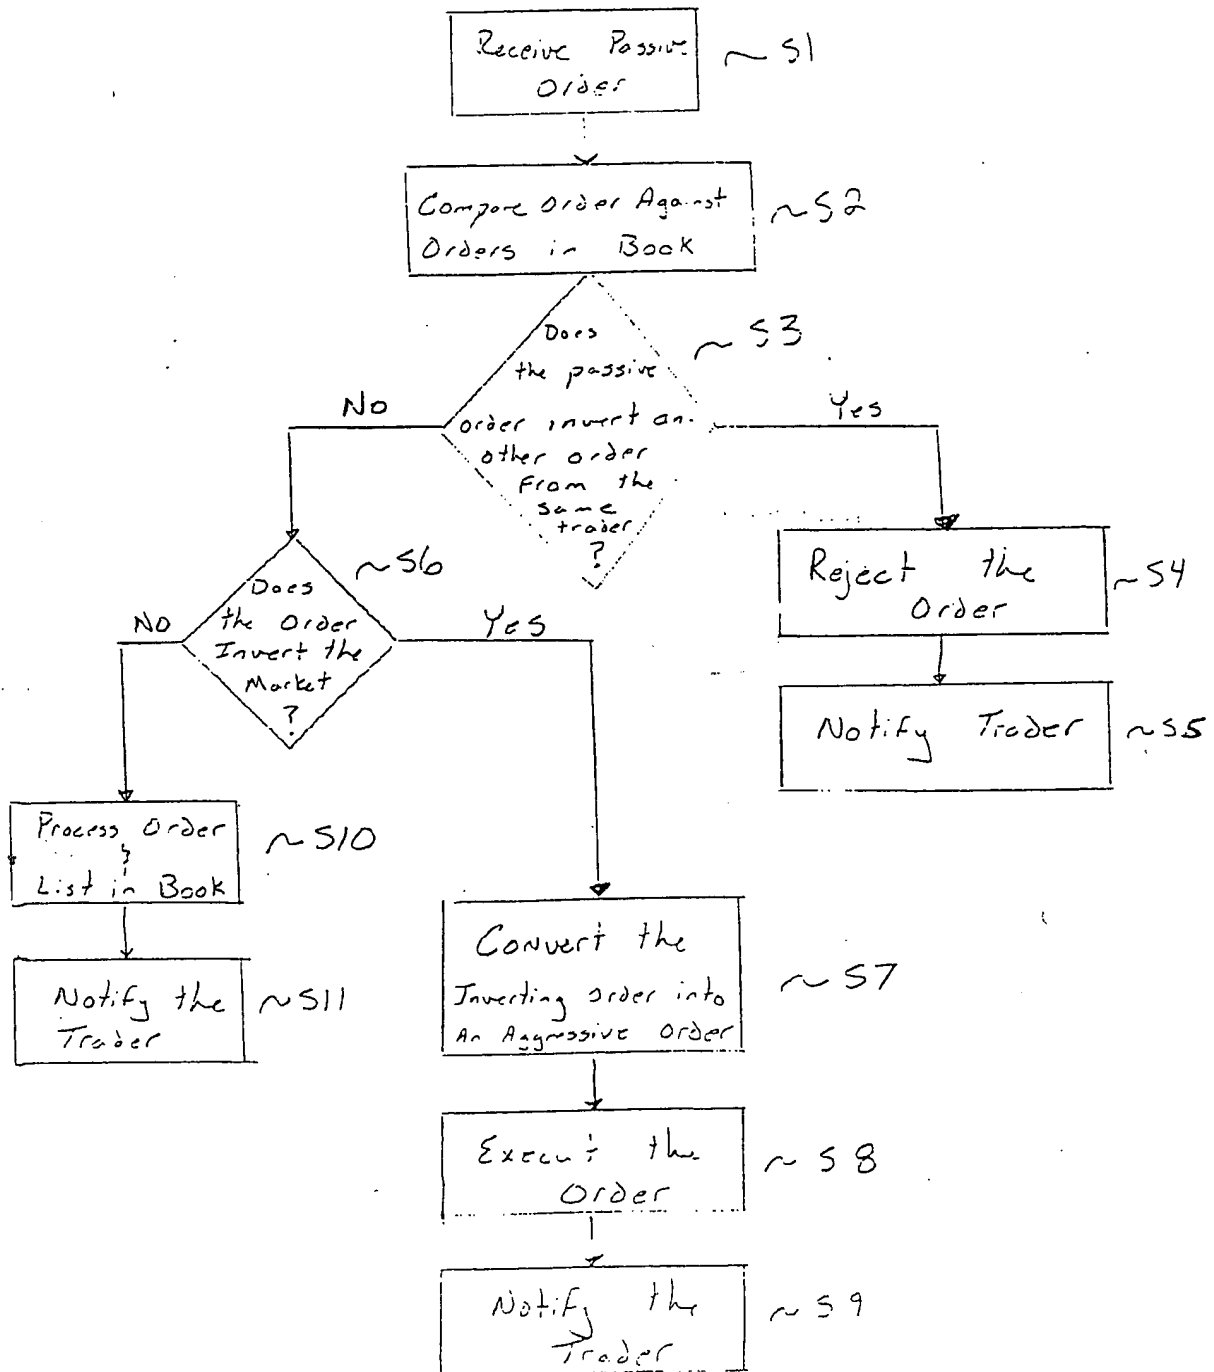 Receive Passive
Order
~ S1
Compare Order Against
Orders in Book
~ S2
Does
the passive
order invert an-
other order
From the
same
trader
?
~ S3
No
Yes
Reject the
Order
~ S4
Notify Trader
~ S5
Does
the Order
Invert the
Market
?
~ S6
No
Yes
Process Order
&
List in Book
~ S10
Notify the
Trader
~ S11
Convert the
Inverting Order into
An Aggressive Order
~ S7
Execut the
Order
~ S8
Notify the
Trader
~ S9